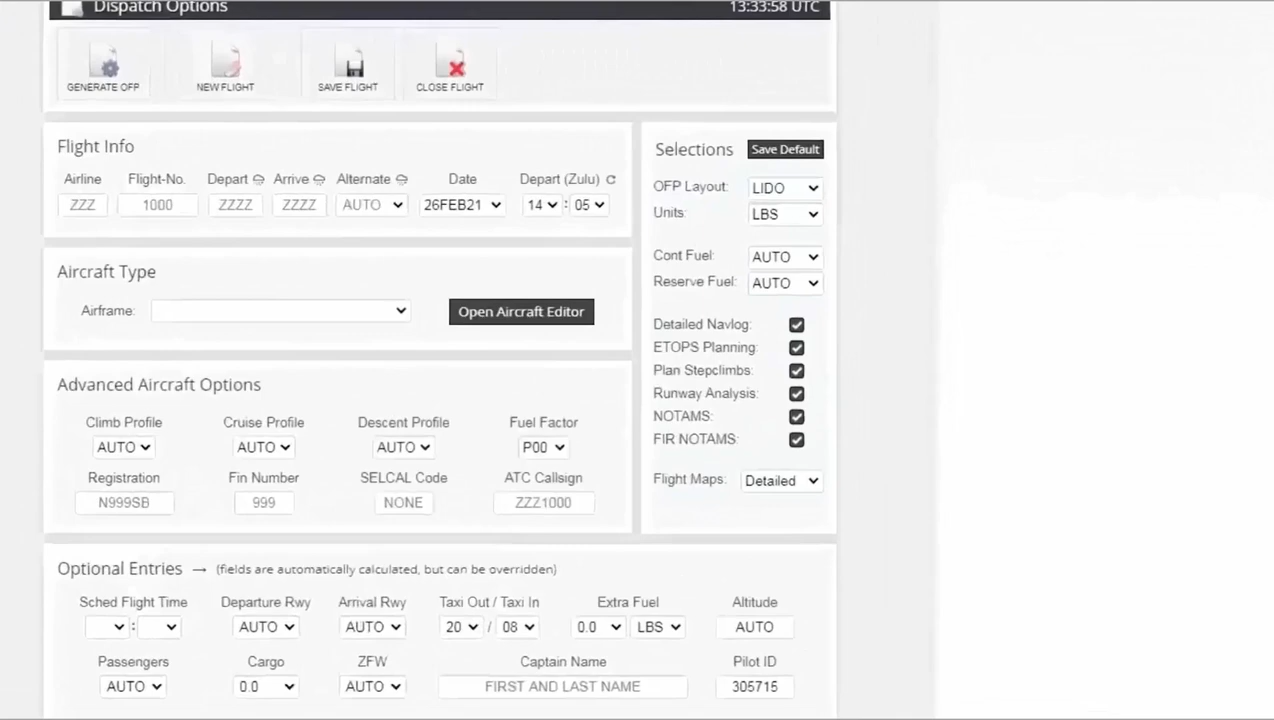 Dispatch Options 13:33:58 UTC
GENERATE OFP NEW FLIGHT SAVE FLIGHT CLOSE FLIGHT
Flight Info
Airline Flight-No. Depart Arrive Alternate Date Depart (Zulu)
ZZZ 1000 ZZZZ ZZZZ AUTO 26FEB21 14 : 05
Aircraft Type
Airframe: Open Aircraft Editor
Advanced Aircraft Options
Climb Profile Cruise Profile Descent Profile Fuel Factor
AUTO AUTO AUTO P00
Registration Fin Number SELCAL Code ATC Callsign
N999SB 999 NONE ZZZ1000
Selections Save Default
OFP Layout: LIDO
Units: LBS
Cont Fuel: AUTO
Reserve Fuel: AUTO
Detailed Navlog:
ETOPS Planning:
Plan Stepclimbs:
Runway Analysis:
NOTAMS:
FIR NOTAMS:
Flight Maps: Detailed
Optional Entries → (fields are automatically calculated, but can be overridden)
Sched Flight Time Departure Rwy Arrival Rwy Taxi Out / Taxi In Extra Fuel Altitude
: AUTO AUTO 20 / 08 0.0 LBS AUTO
Passengers Cargo ZFW Captain Name Pilot ID
AUTO 0.0 AUTO FIRST AND LAST NAME 305715